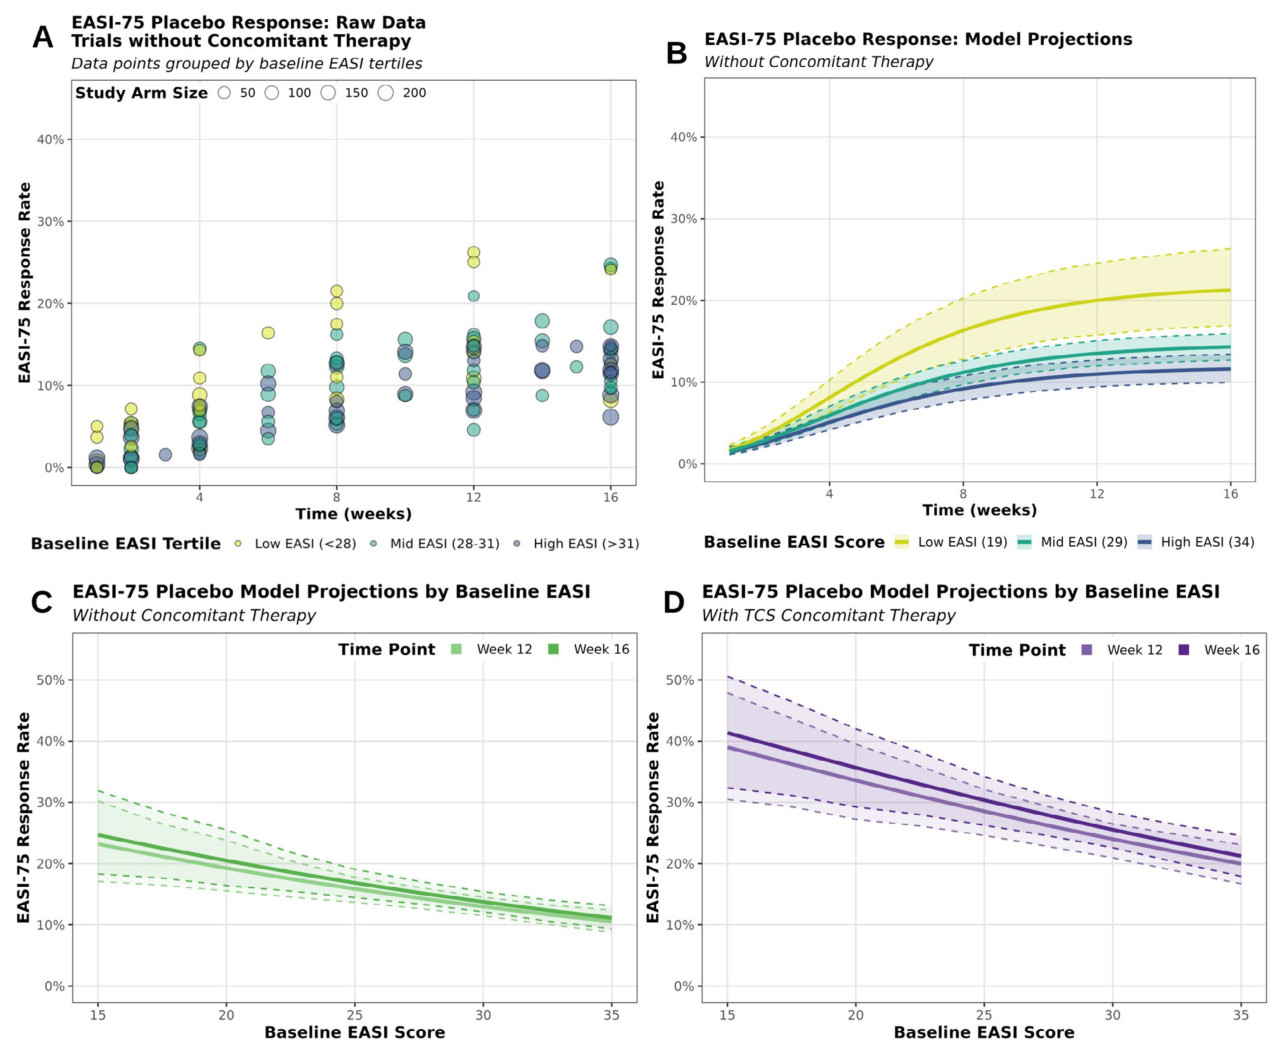 A
EASI-75 Placebo Response: Raw Data
Trials without Concomitant Therapy
Data points grouped by baseline EASI tertiles
Study Arm Size 50 100 150 200
EASI-75 Response Rate
40%
30%
20%
10%
0%
4 8 12 16
Time (weeks)
Baseline EASI Tertile Low EASI (<28) Mid EASI (28-31) High EASI (>31)
B
EASI-75 Placebo Response: Model Projections
Without Concomitant Therapy
EASI-75 Response Rate
40%
30%
20%
10%
0%
4 8 12 16
Time (weeks)
Baseline EASI Score Low EASI (19) Mid EASI (29) High EASI (34)
C
EASI-75 Placebo Model Projections by Baseline EASI
Without Concomitant Therapy
Time Point Week 12 Week 16
EASI-75 Response Rate
50%
40%
30%
20%
10%
0%
15 20 25 30 35
Baseline EASI Score
D
EASI-75 Placebo Model Projections by Baseline EASI
With TCS Concomitant Therapy
Time Point Week 12 Week 16
EASI-75 Response Rate
50%
40%
30%
20%
10%
0%
15 20 25 30 35
Baseline EASI Score